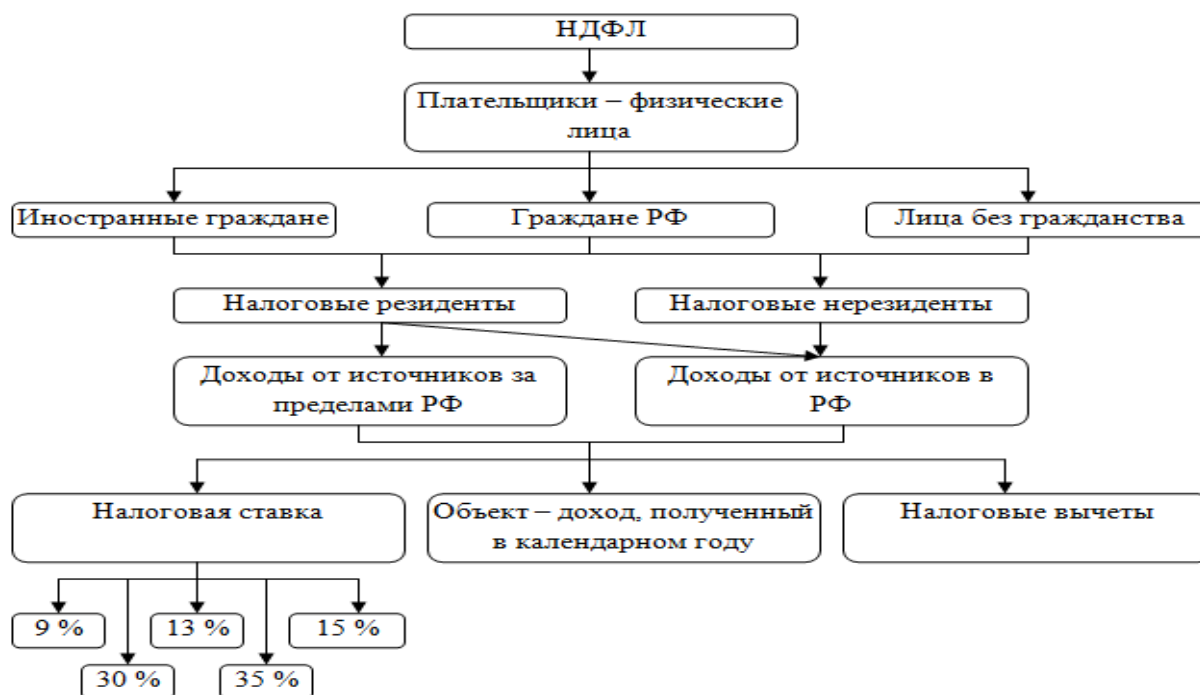 НДФЛ
Плательщики – физические
лица
Иностранные граждане
Граждане РФ
Лица без гражданства
Налоговые резиденты
Налоговые нерезиденты
Доходы от источников за
пределами РФ
Доходы от источников в
РФ
Налоговая ставка
Объект – доход, полученный
в календарном году
Налоговые вычеты
9 %
13 %
15 %
30 %
35 %